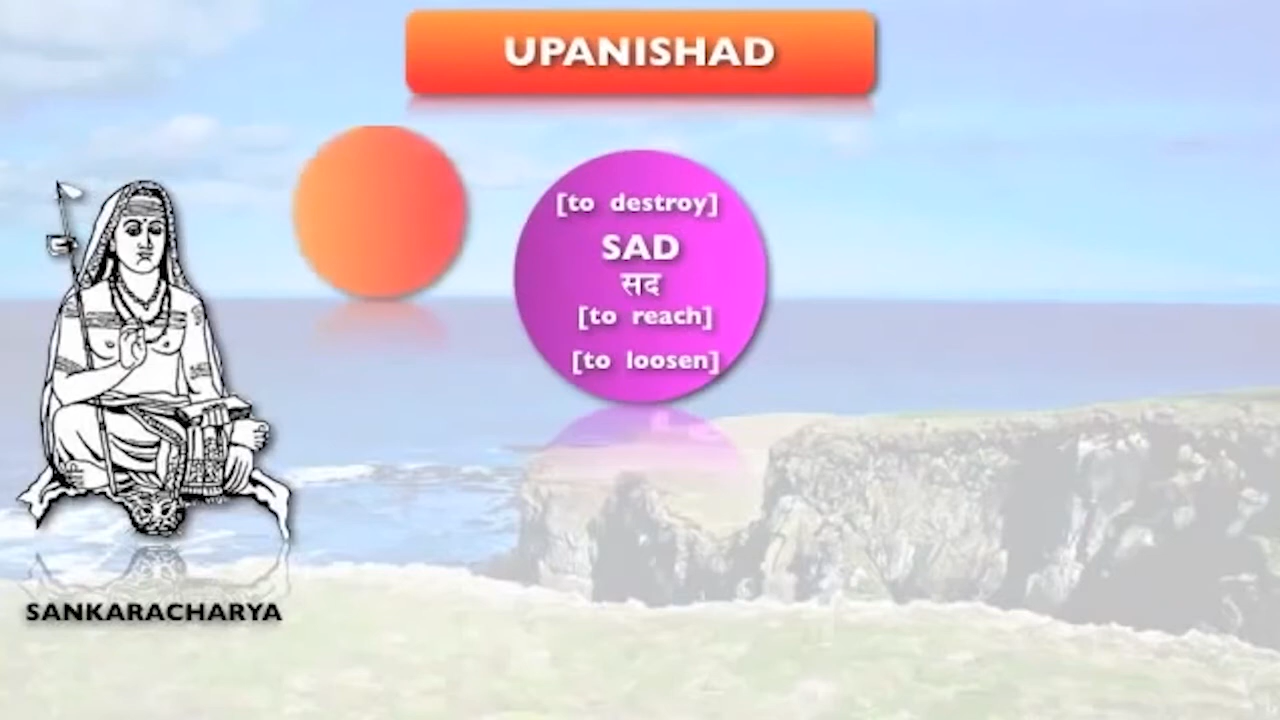 UPANISHAD
[to destroy]
SAD
सद
[to reach]
[to loosen]
SANKARACHARYA